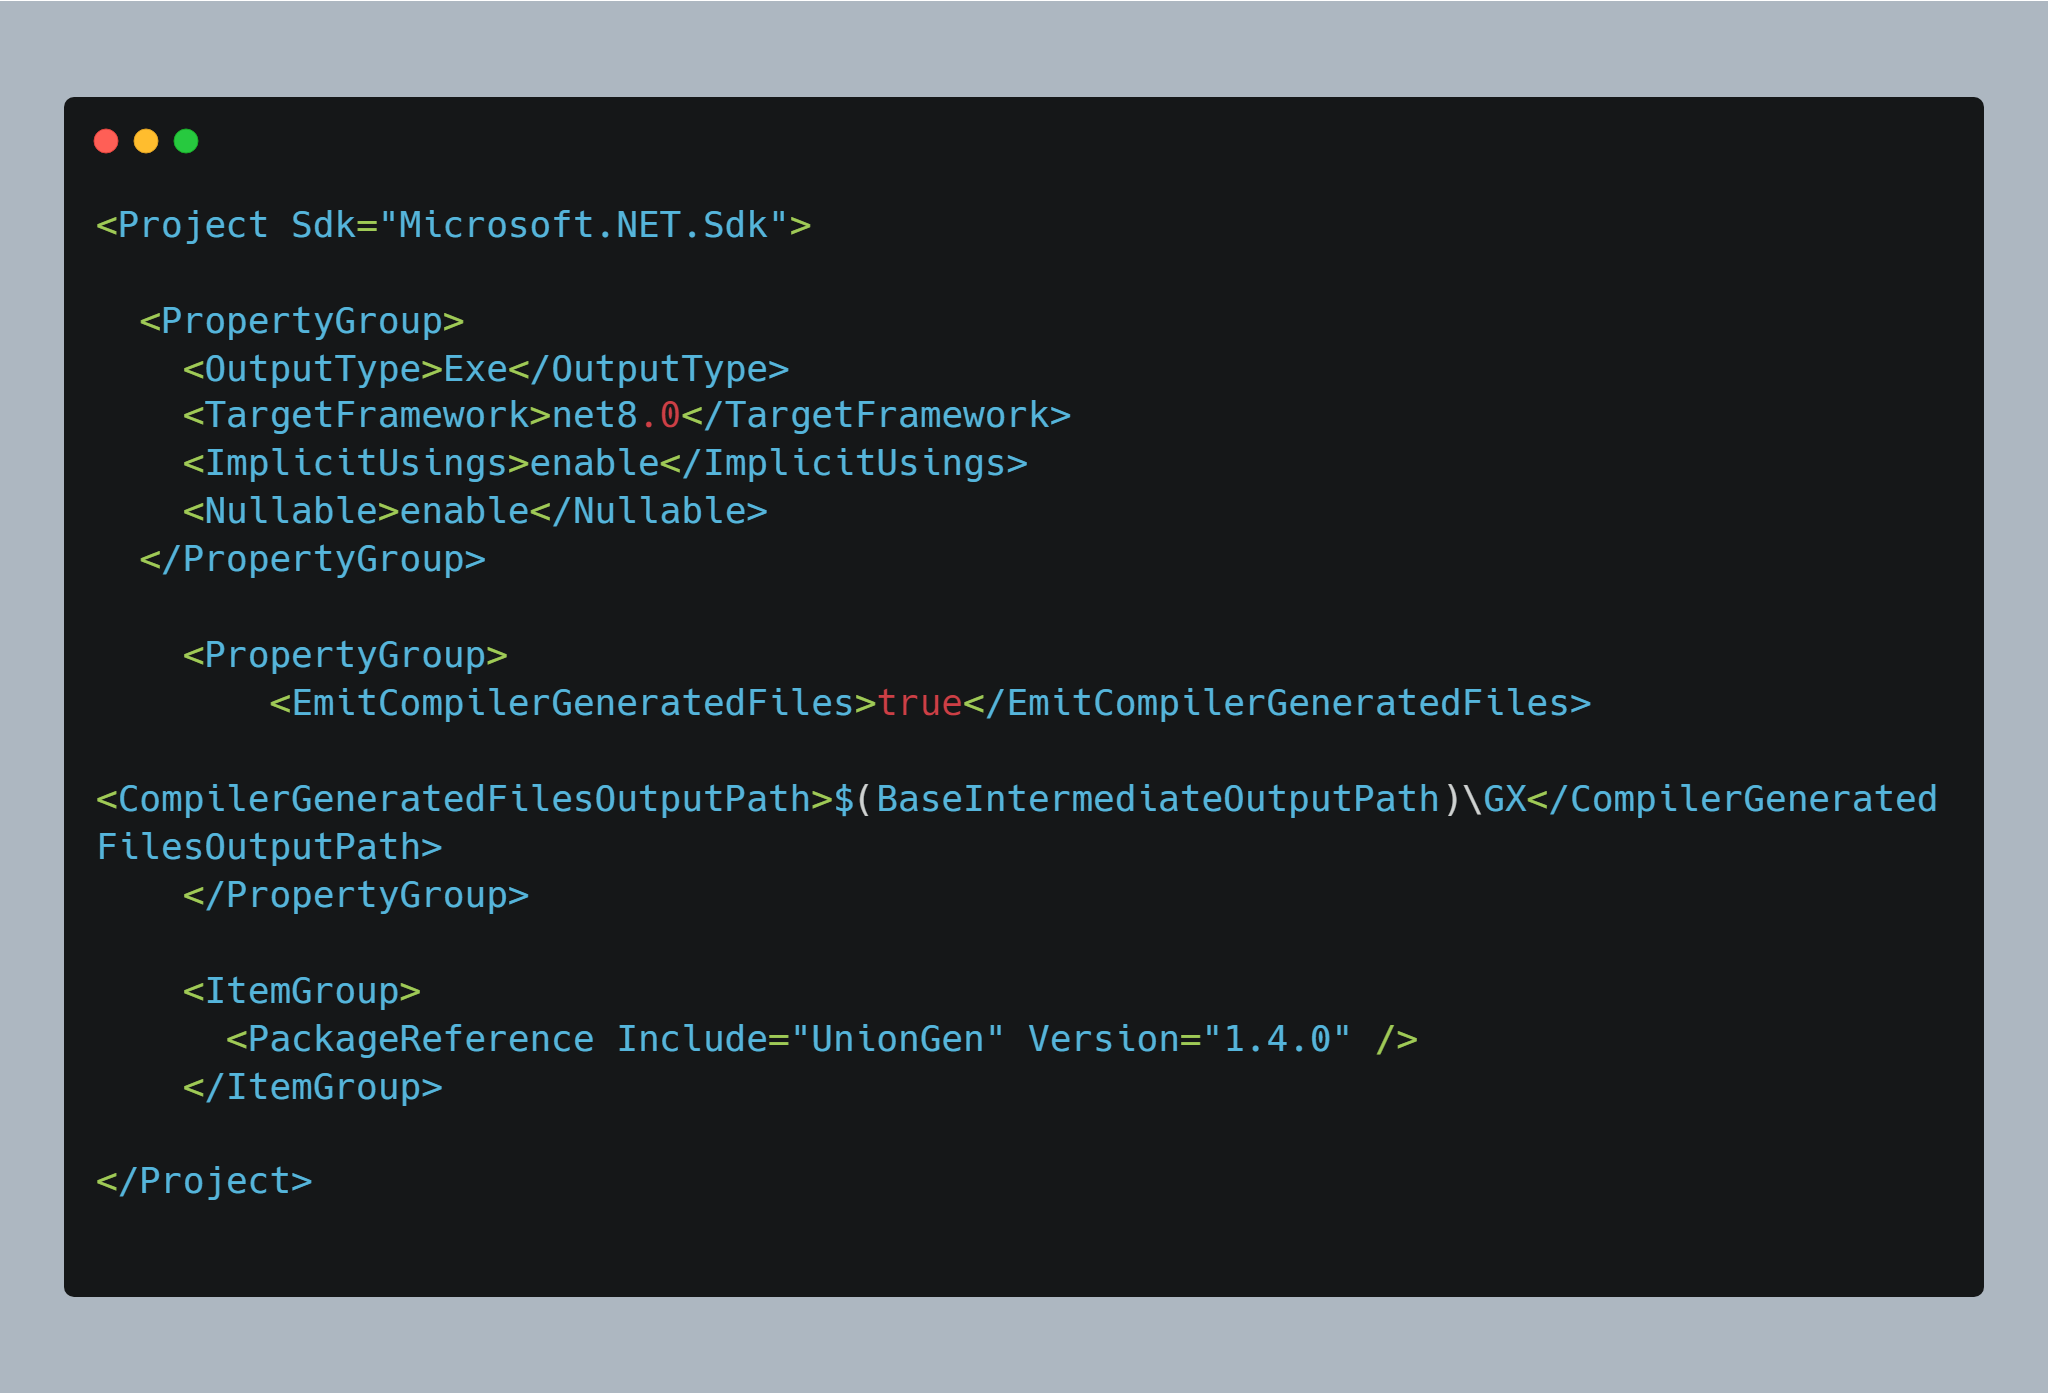 <Project Sdk="Microsoft.NET.Sdk">

  <PropertyGroup>
    <OutputType>Exe</OutputType>
    <TargetFramework>net8.0</TargetFramework>
    <ImplicitUsings>enable</ImplicitUsings>
    <Nullable>enable</Nullable>
  </PropertyGroup>

    <PropertyGroup>
        <EmitCompilerGeneratedFiles>true</EmitCompilerGeneratedFiles>

<CompilerGeneratedFilesOutputPath>$(BaseIntermediateOutputPath)\GX</CompilerGenerated
FilesOutputPath>
    </PropertyGroup>

    <ItemGroup>
      <PackageReference Include="UnionGen" Version="1.4.0" />
    </ItemGroup>

</Project>